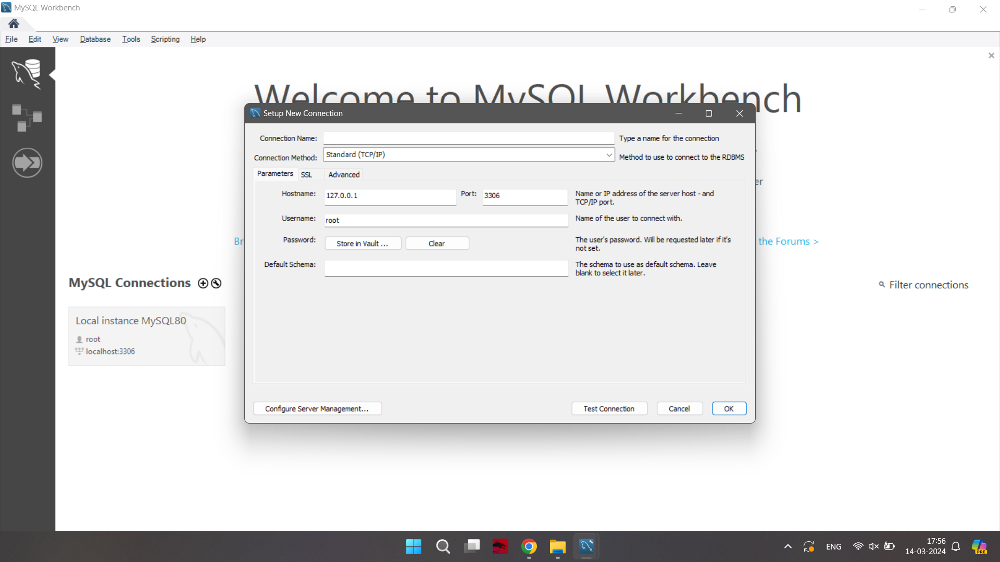 MySQL Workbench
File Edit View Database Tools Scripting Help
Welcome to MySQL Workbench
Setup New Connection
Connection Name: Type a name for the connection
Connection Method: Standard (TCP/IP) Method to use to connect to the RDBMS
Parameters SSL Advanced
er
Hostname: 127.0.0.1 Port: 3306 Name or IP address of the server host - and
TCP/IP port.
Username: root Name of the user to connect with.
Password: Store in Vault ... Clear The user's password. Will be requested later if it's
not set.
Br
the Forums >
Default Schema: The schema to use as default schema. Leave
blank to select it later.
MySQL Connections
Filter connections
Local instance MySQL80
root
localhost:3306
Configure Server Management... Test Connection Cancel OK
ENG
17:56
14-03-2024
PRE